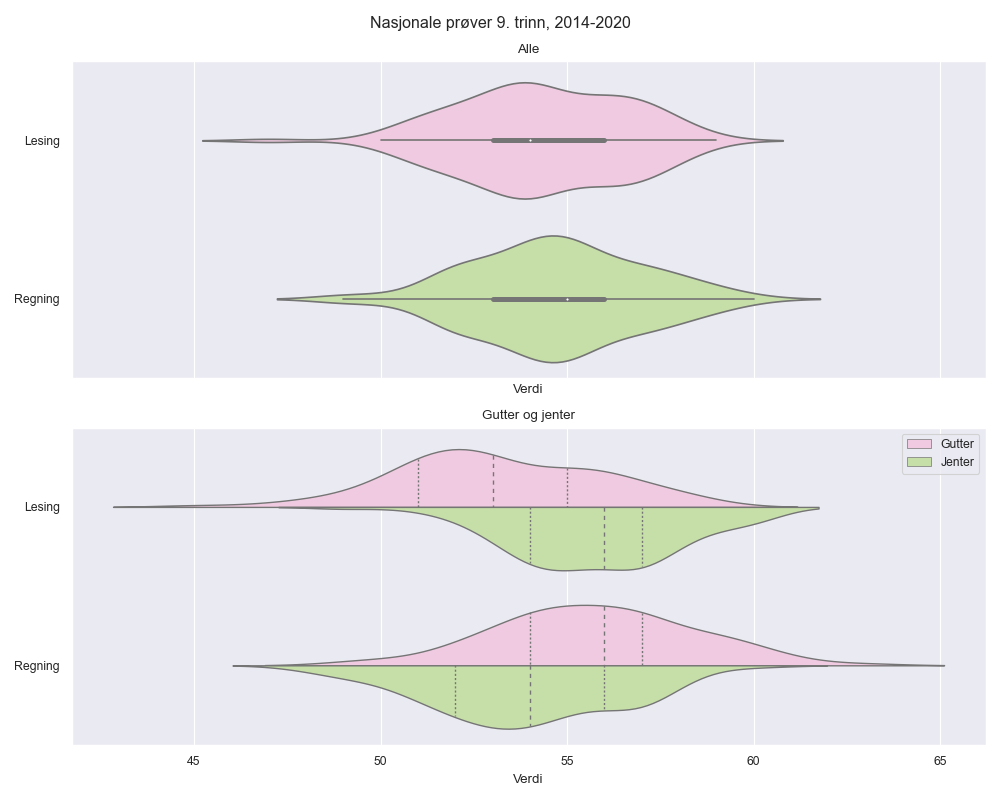 Nasjonale prøver 9. trinn, 2014-2020
Alle
Lesing
Regning
Verdi
Gutter og jenter
Gutter
Jenter
Lesing
Regning
45 50 55 60 65
Verdi